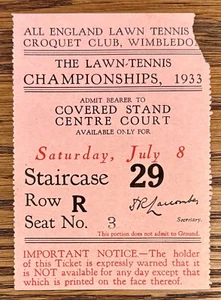 ALL ENGLAND LAWN TENNIS
CROQUET CLUB, WIMBLEDO
THE LAWN-TENNIS
CHAMPIONSHIPS, 1933
ADMIT BEARER TO
COVERED STAND
CENTRE COURT
AVAILABLE ONLY FOR
Saturday, July 8
Staircase 29
Row R
Seat No. 3
Secretary.
This portion does not admit to Ground.
IMPORTANT NOTICE—The holder
of this Ticket is expressly warned that it
is NOT available for any day except that
which is printed on the face thereof.